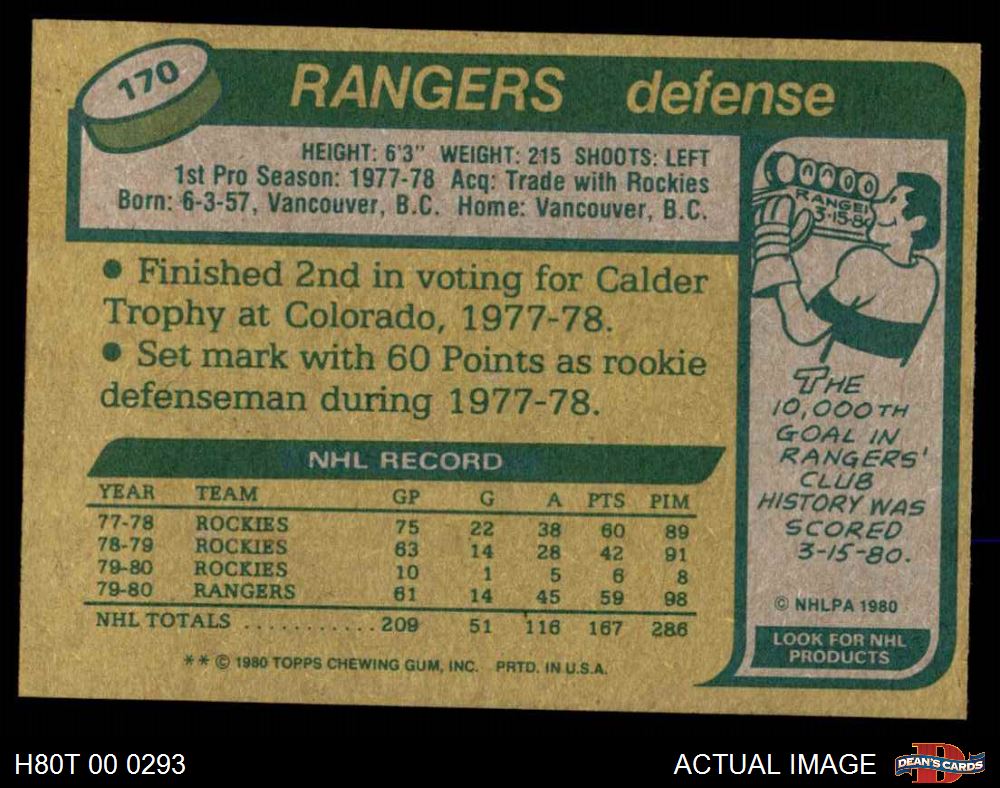 170
RANGERS defense
HEIGHT: 6'3" WEIGHT: 215 SHOOTS: LEFT
1st Pro Season: 1977-78 Acq: Trade with Rockies
Born: 6-3-57, Vancouver, B.C. Home: Vancouver, B.C.
● Finished 2nd in voting for Calder
Trophy at Colorado, 1977-78.
● Set mark with 60 Points as rookie
defenseman during 1977-78.
NHL RECORD
YEAR TEAM GP G A PTS PIM
77-78 ROCKIES 75 22 38 60 89
78-79 ROCKIES 63 14 28 42 91
79-80 ROCKIES 10 1 5 6 8
79-80 RANGERS 61 14 45 59 98
NHL TOTALS ........... 209 51 116 167 286
** © 1980 TOPPS CHEWING GUM, INC. PRTD. IN U.S.A.
10,000
3-15-8
THE
10,000TH
GOAL IN
RANGERS'
CLUB
HISTORY WAS
SCORED
3-15-80.
© NHLPA 1980
LOOK FOR NHL
PRODUCTS
H80T 00 0293
ACTUAL IMAGE
D
DEAN'S CARDS